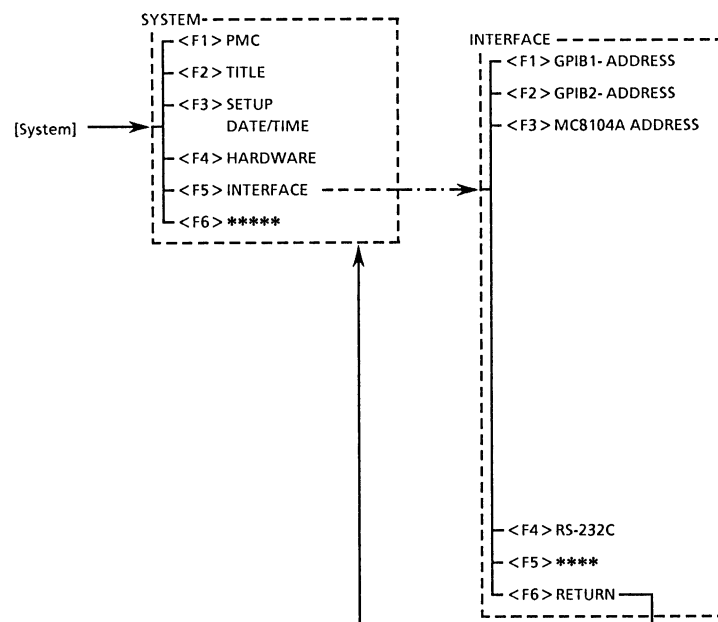 SYSTEM
<F1> PMC
<F2> TITLE
<F3> SETUP
DATE/TIME
[System]
<F4> HARDWARE
<F5> INTERFACE
<F6> *****
INTERFACE
<F1> GPIB1- ADDRESS
<F2> GPIB2- ADDRESS
<F3> MC8104A ADDRESS
<F4> RS-232C
<F5> ****
<F6> RETURN